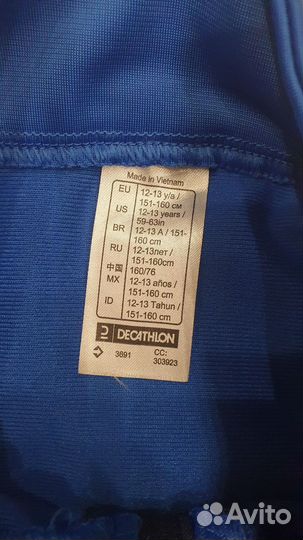 Made in Vietnam
EU 12-13 y/a /
151-160 см
US 12-13 years /
59-63in
BR 12-13 A / 151-
160 cm
RU 12-13лет /
151-160cm
中国 160/76
MX 12-13 años /
151-160 cm
ID 12-13 Tahun /
151-160 cm
DECATHLON
3891 CC:
303923
Avito